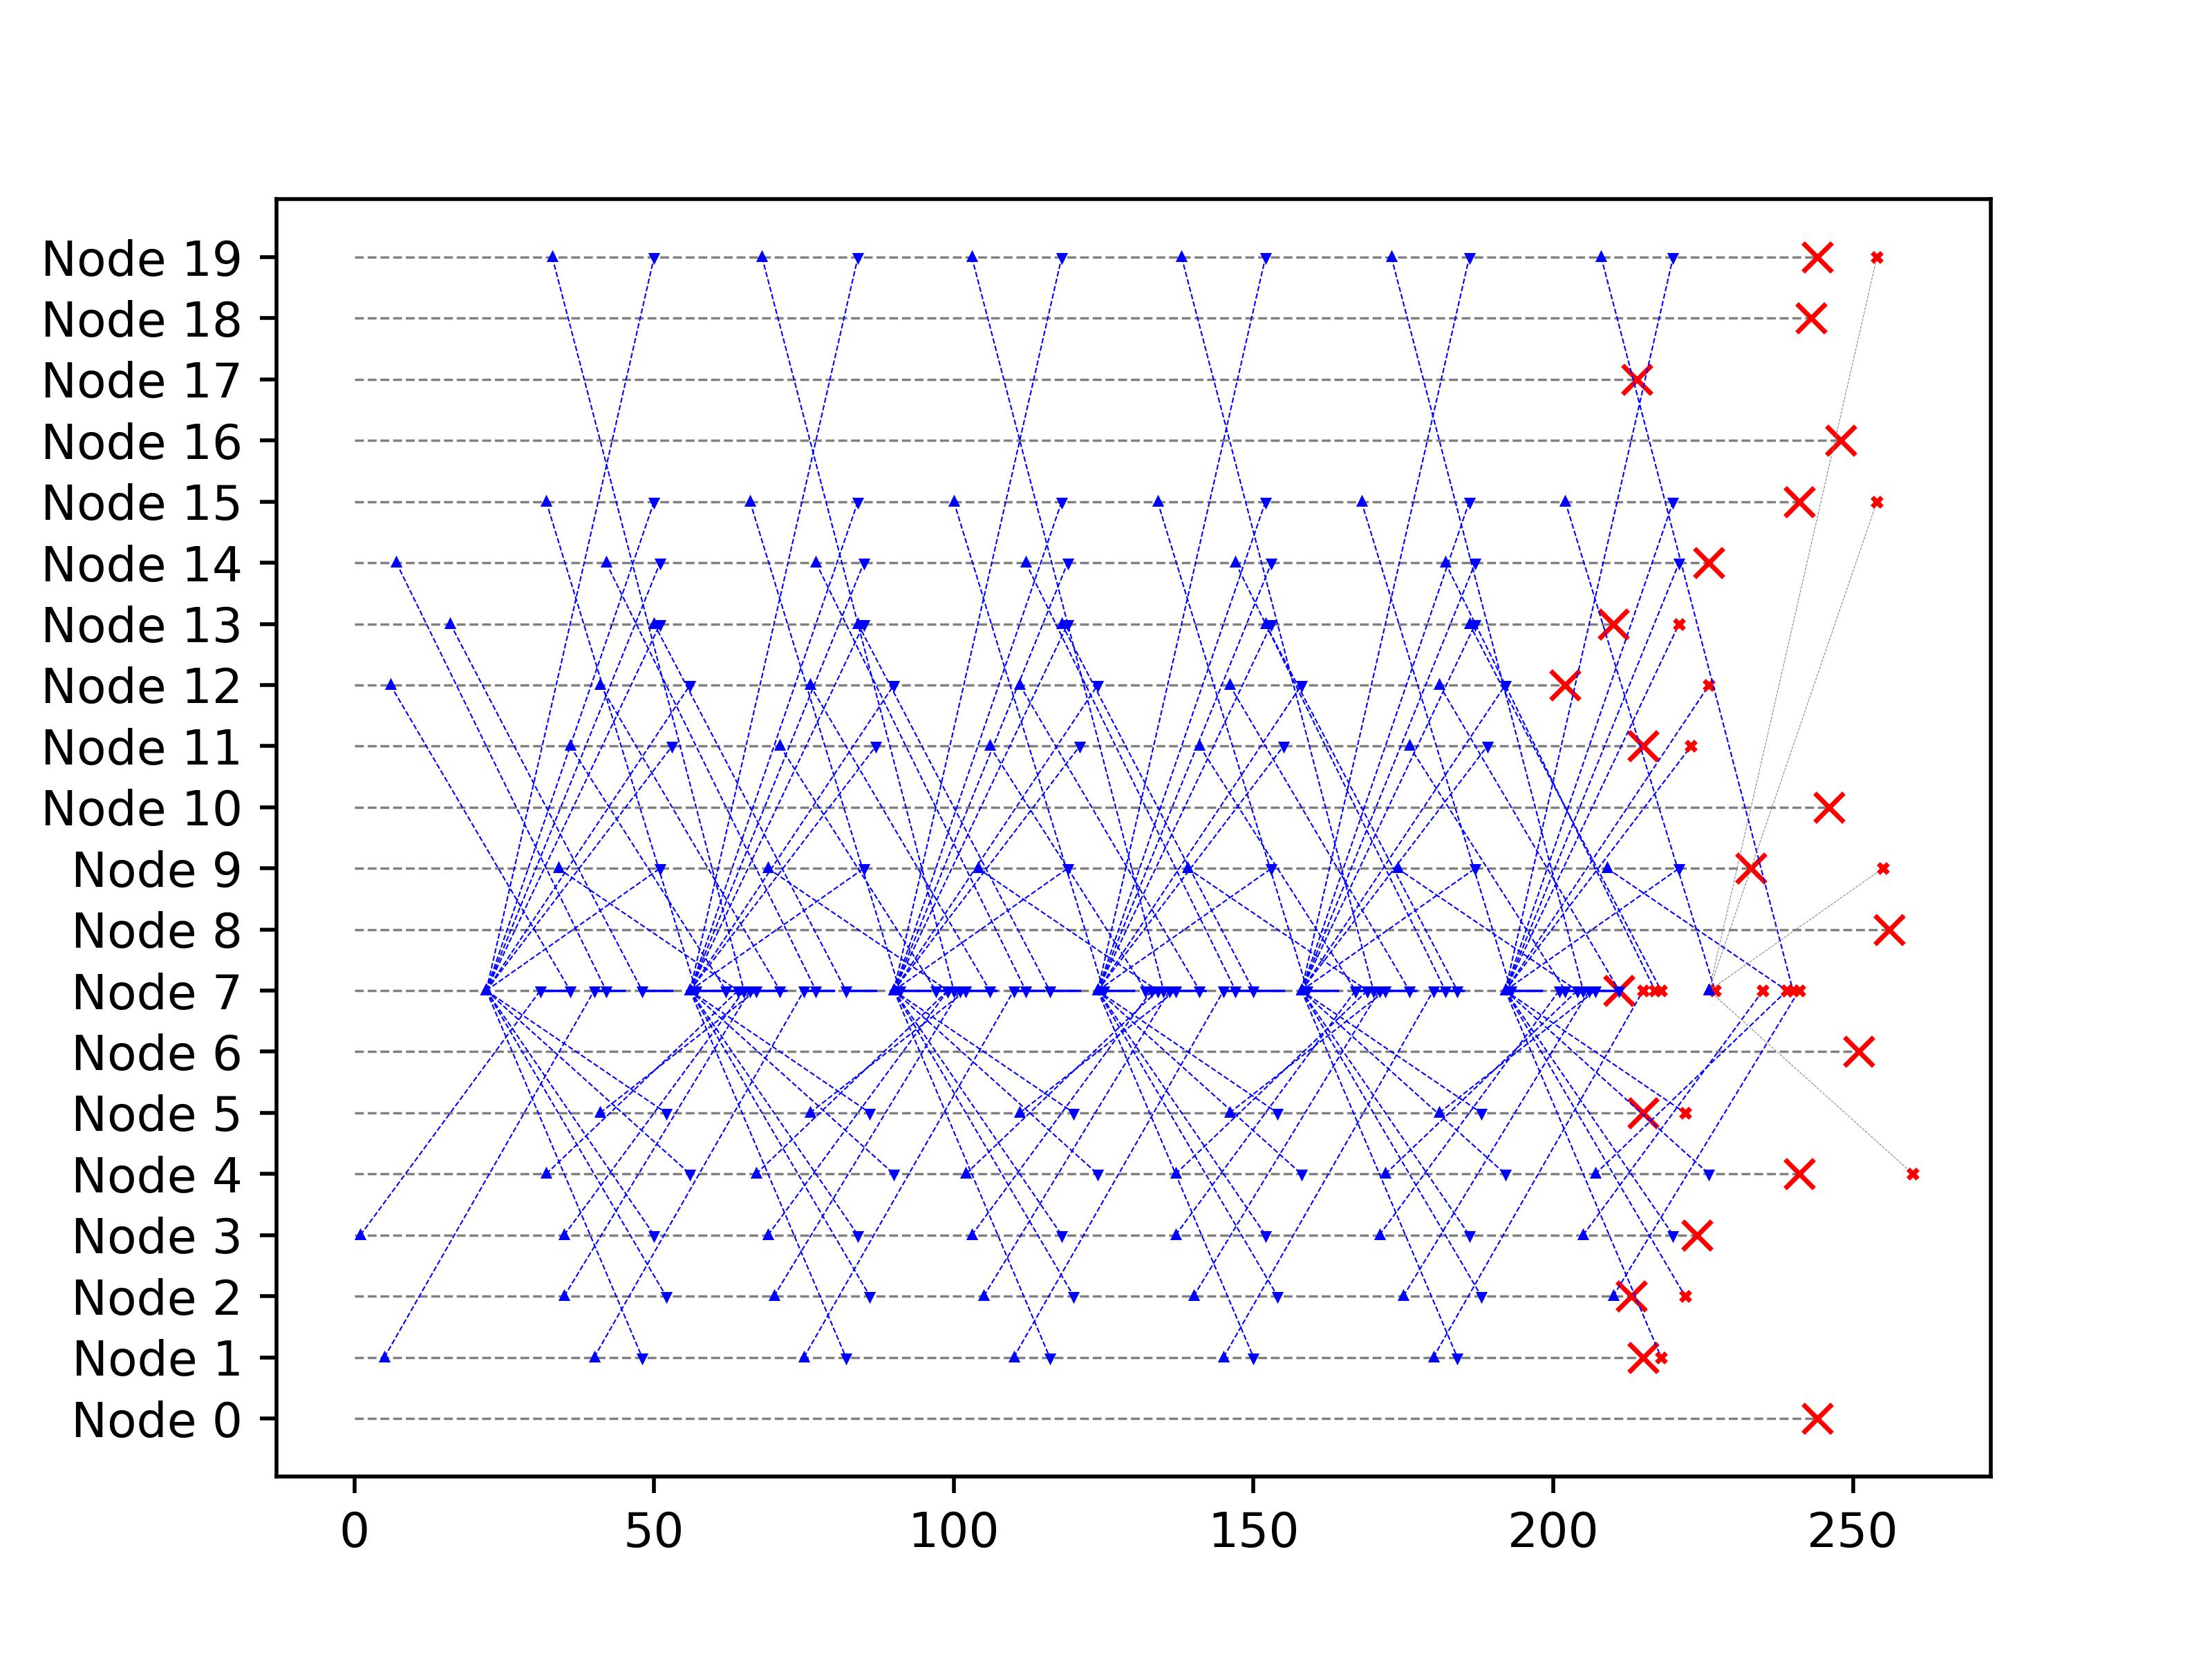 Node 19
Node 18
Node 17
Node 16
Node 15
Node 14
Node 13
Node 12
Node 11
Node 10
Node 9
Node 8
Node 7
Node 6
Node 5
Node 4
Node 3
Node 2
Node 1
Node 0
0 50 100 150 200 250